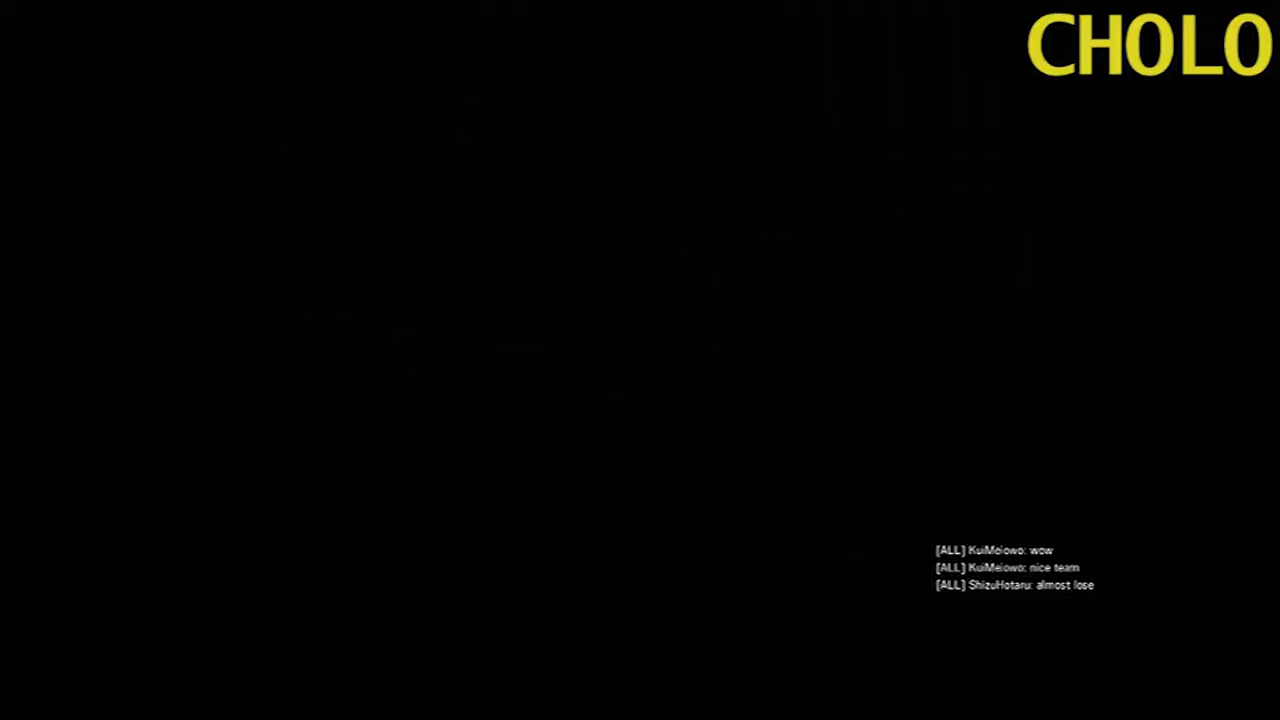 CHOLO
[ALL] KuiMeiowo: wow
[ALL] KuiMeiowo: nice team
[ALL] ShizuHotaru: almost lose